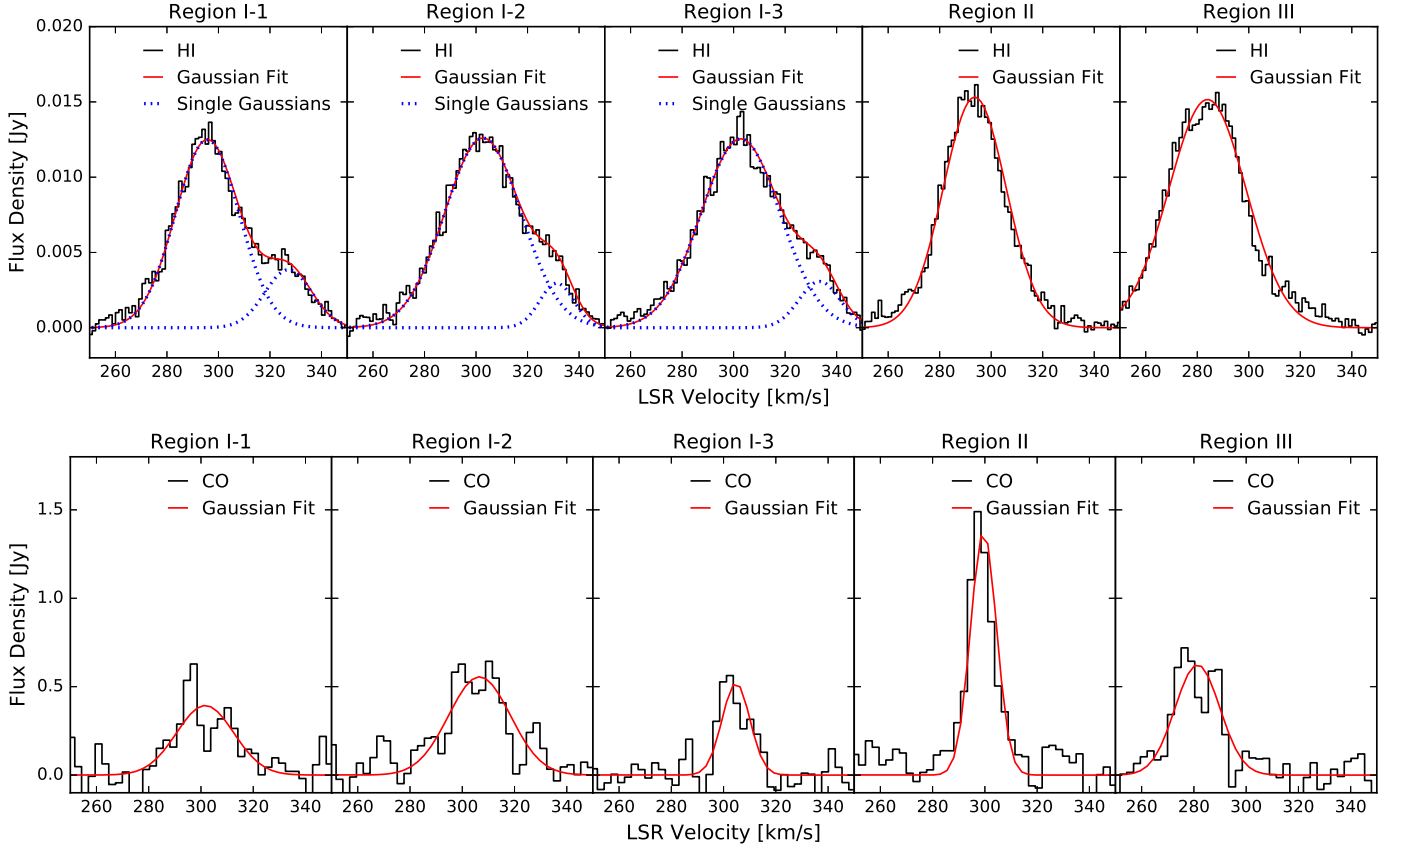 Region I-1 Region I-2 Region I-3 Region II Region III
HI HI HI HI HI
Gaussian Fit Gaussian Fit Gaussian Fit Gaussian Fit Gaussian Fit
Single Gaussians Single Gaussians Single Gaussians
0.020
0.015
0.010
0.005
0.000
Flux Density [Jy]
260 280 300 320 340 260 280 300 320 340 260 280 300 320 340 260 280 300 320 340 260 280 300 320 340
LSR Velocity [km/s]
Region I-1 Region I-2 Region I-3 Region II Region III
CO CO CO CO CO
Gaussian Fit Gaussian Fit Gaussian Fit Gaussian Fit Gaussian Fit
1.5
1.0
0.5
0.0
Flux Density [Jy]
260 280 300 320 340 260 280 300 320 340 260 280 300 320 340 260 280 300 320 340 260 280 300 320 340
LSR Velocity [km/s]